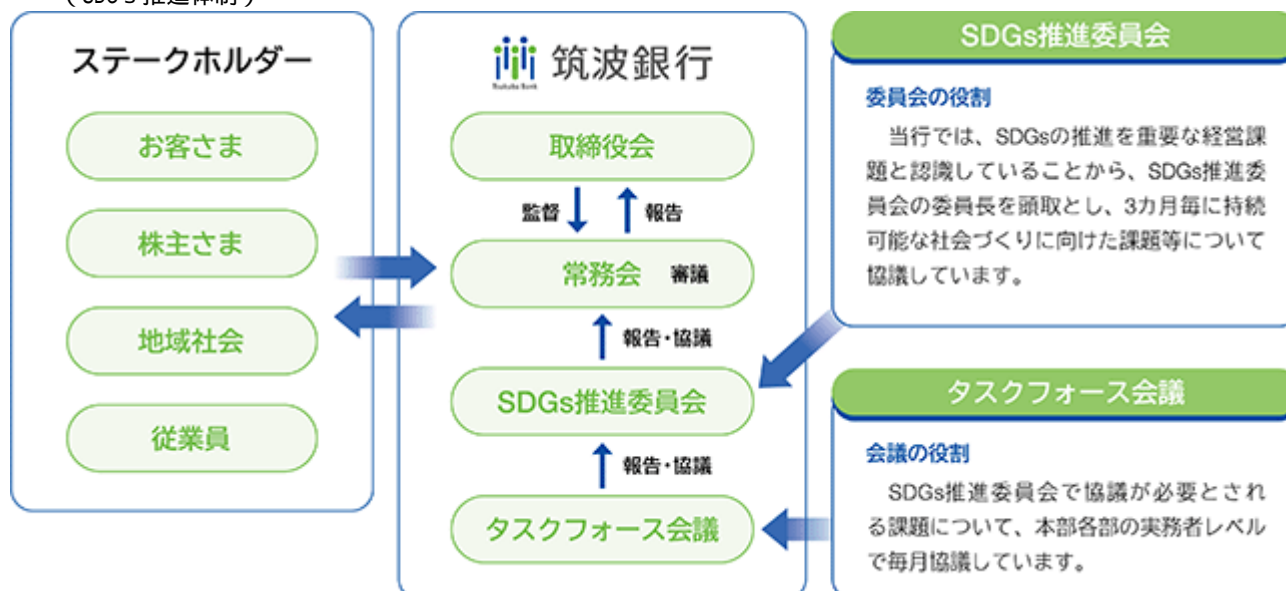 (SDGs推進体制)
ステークホルダー
お客さま
株主さま
地域社会
従業員
筑波銀行
Tsukuba Bank
取締役会
監督 報告
常務会 審議
報告・協議
SDGs推進委員会
報告・協議
タスクフォース会議
SDGs推進委員会
委員会の役割
当行では、SDGsの推進を重要な経営課
題と認識していることから、SDGs推進委
員会の委員長を頭取とし、3カ月毎に持続
可能な社会づくりに向けた課題等について
協議しています。
タスクフォース会議
会議の役割
SDGs推進委員会で協議が必要とされ
る課題について、本部各部の実務者レベル
で毎月協議しています。